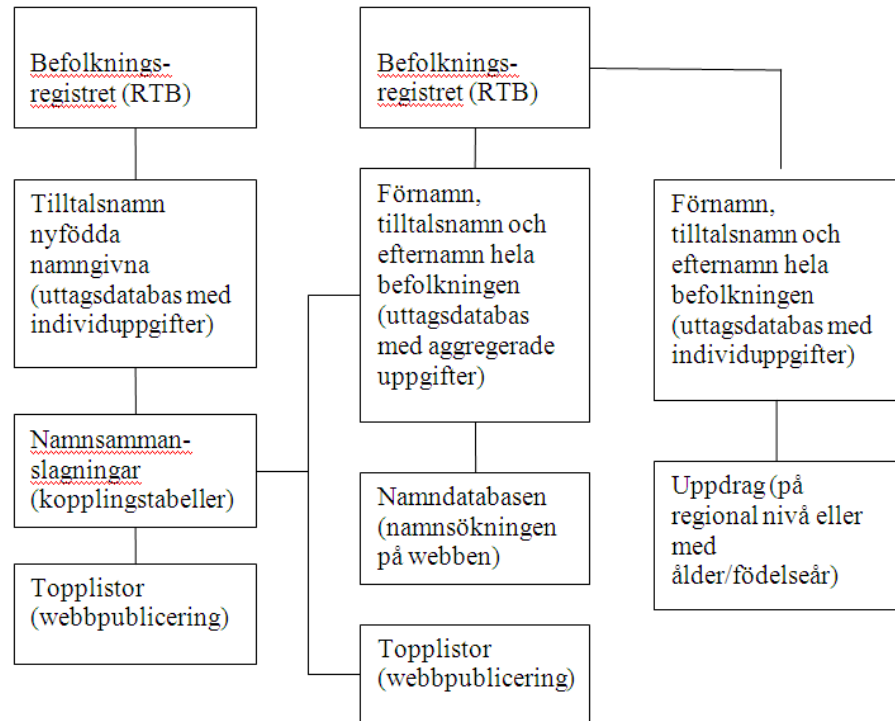 Befolknings-
registret (RTB)
Tilltalsnamn
nyfödda
namngivna
(uttagsdatabas med
individuppgifter)
Namnsamman-
slagningar
(kopplingstabeller)
Topplistor
(webbpublicering)
Befolknings-
registret (RTB)
Förnamn,
tilltalsnamn och
efternamn hela
befolkningen
(uttagsdatabas
med aggregerade
uppgifter)
Namndatabasen
(namnsökningen
på webben)
Topplistor
(webbpublicering)
Förnamn,
tilltalsnamn och
efternamn hela
befolkningen
(uttagsdatabas med
individuppgifter)
Uppdrag (på
regional nivå eller
med
ålder/födelseår)